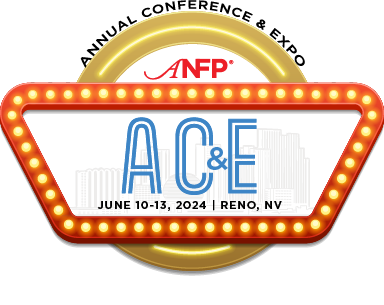 ANNUAL CONFERENCE & EXPO
ANFP®
AC&E
JUNE 10-13, 2024 | RENO, NV